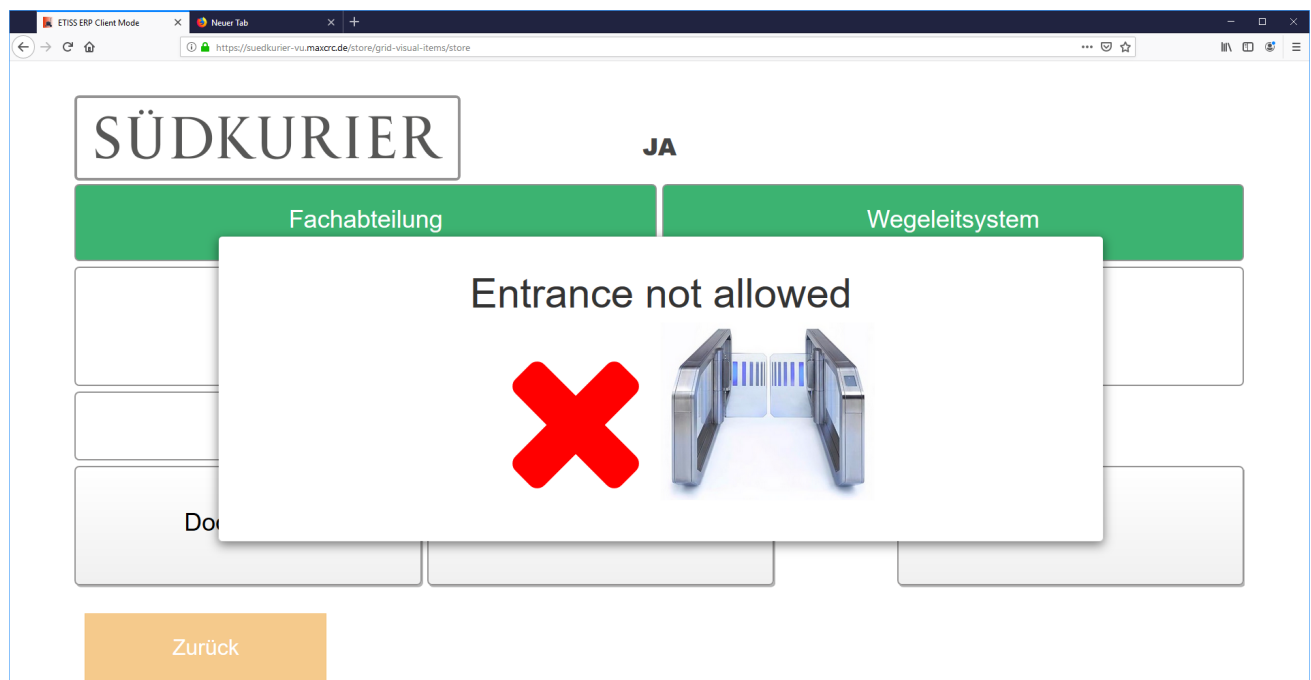 ETISS ERP Client Mode
Neuer Tab
https://suedkurier-vu.maxcrc.de/store/grid-visual-items/store
SÜDKURIER
JA
Fachabteilung
Wegeleitsystem
Entrance not allowed
Zurück